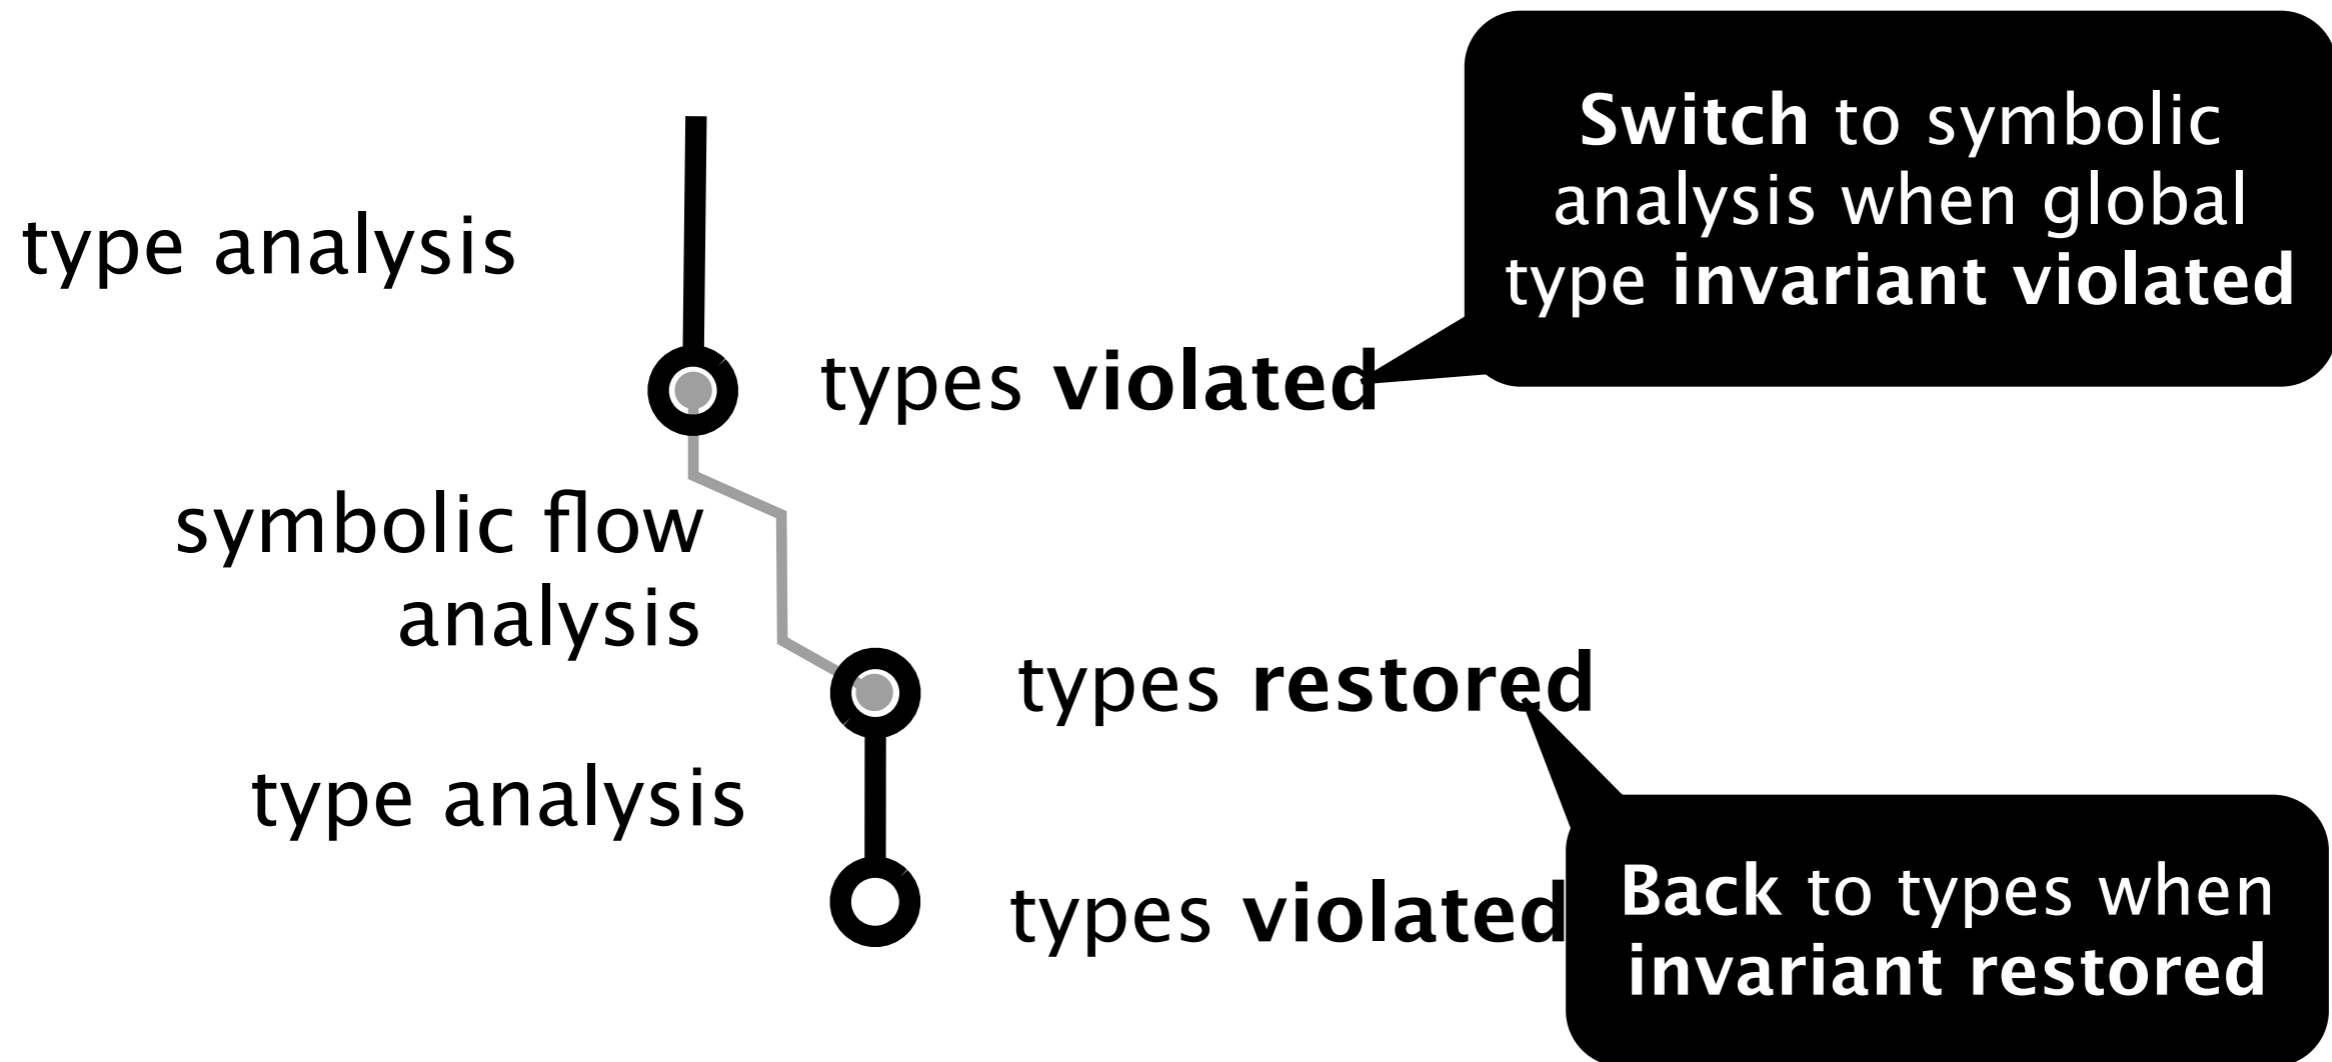 Switch to symbolic
analysis when global
type invariant violated
type analysis
types violated
symbolic flow
analysis
types restored
type analysis
Back to types when
invariant restored
types violated